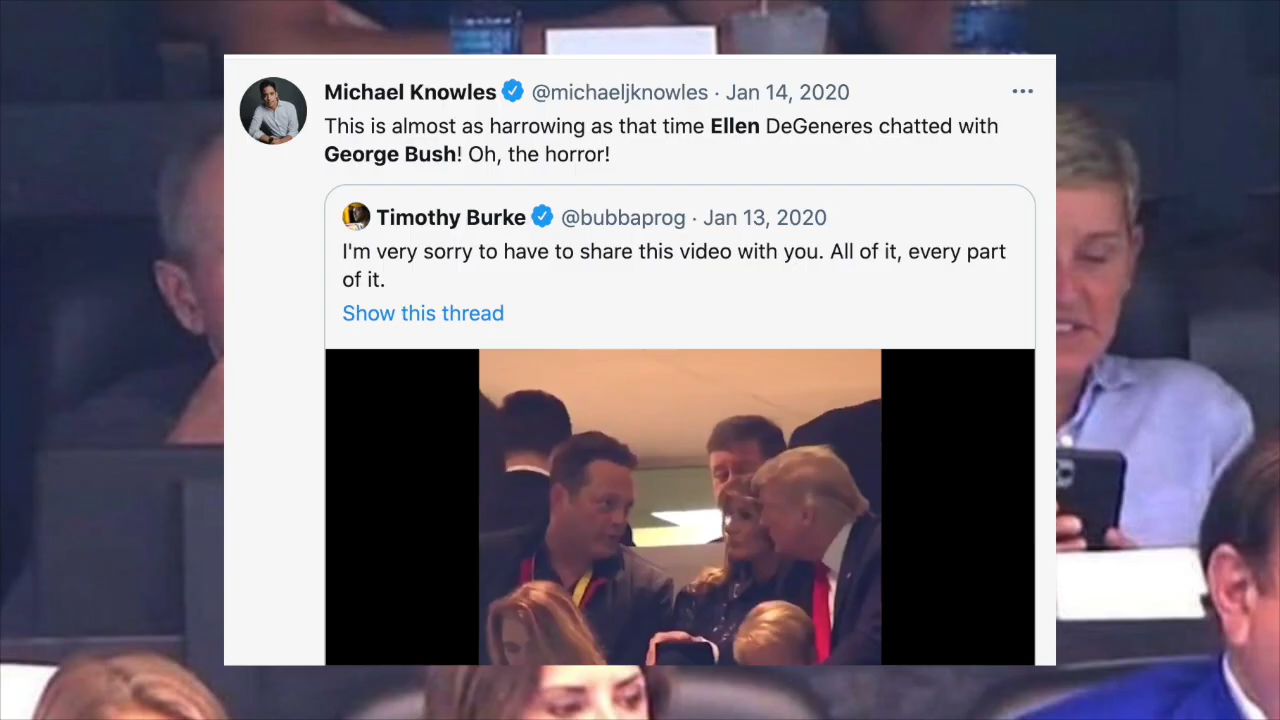 Michael Knowles @michaeljknowles · Jan 14, 2020
This is almost as harrowing as that time Ellen DeGeneres chatted with
George Bush! Oh, the horror!
Timothy Burke @bubbaprog · Jan 13, 2020
I'm very sorry to have to share this video with you. All of it, every part
of it.
Show this thread